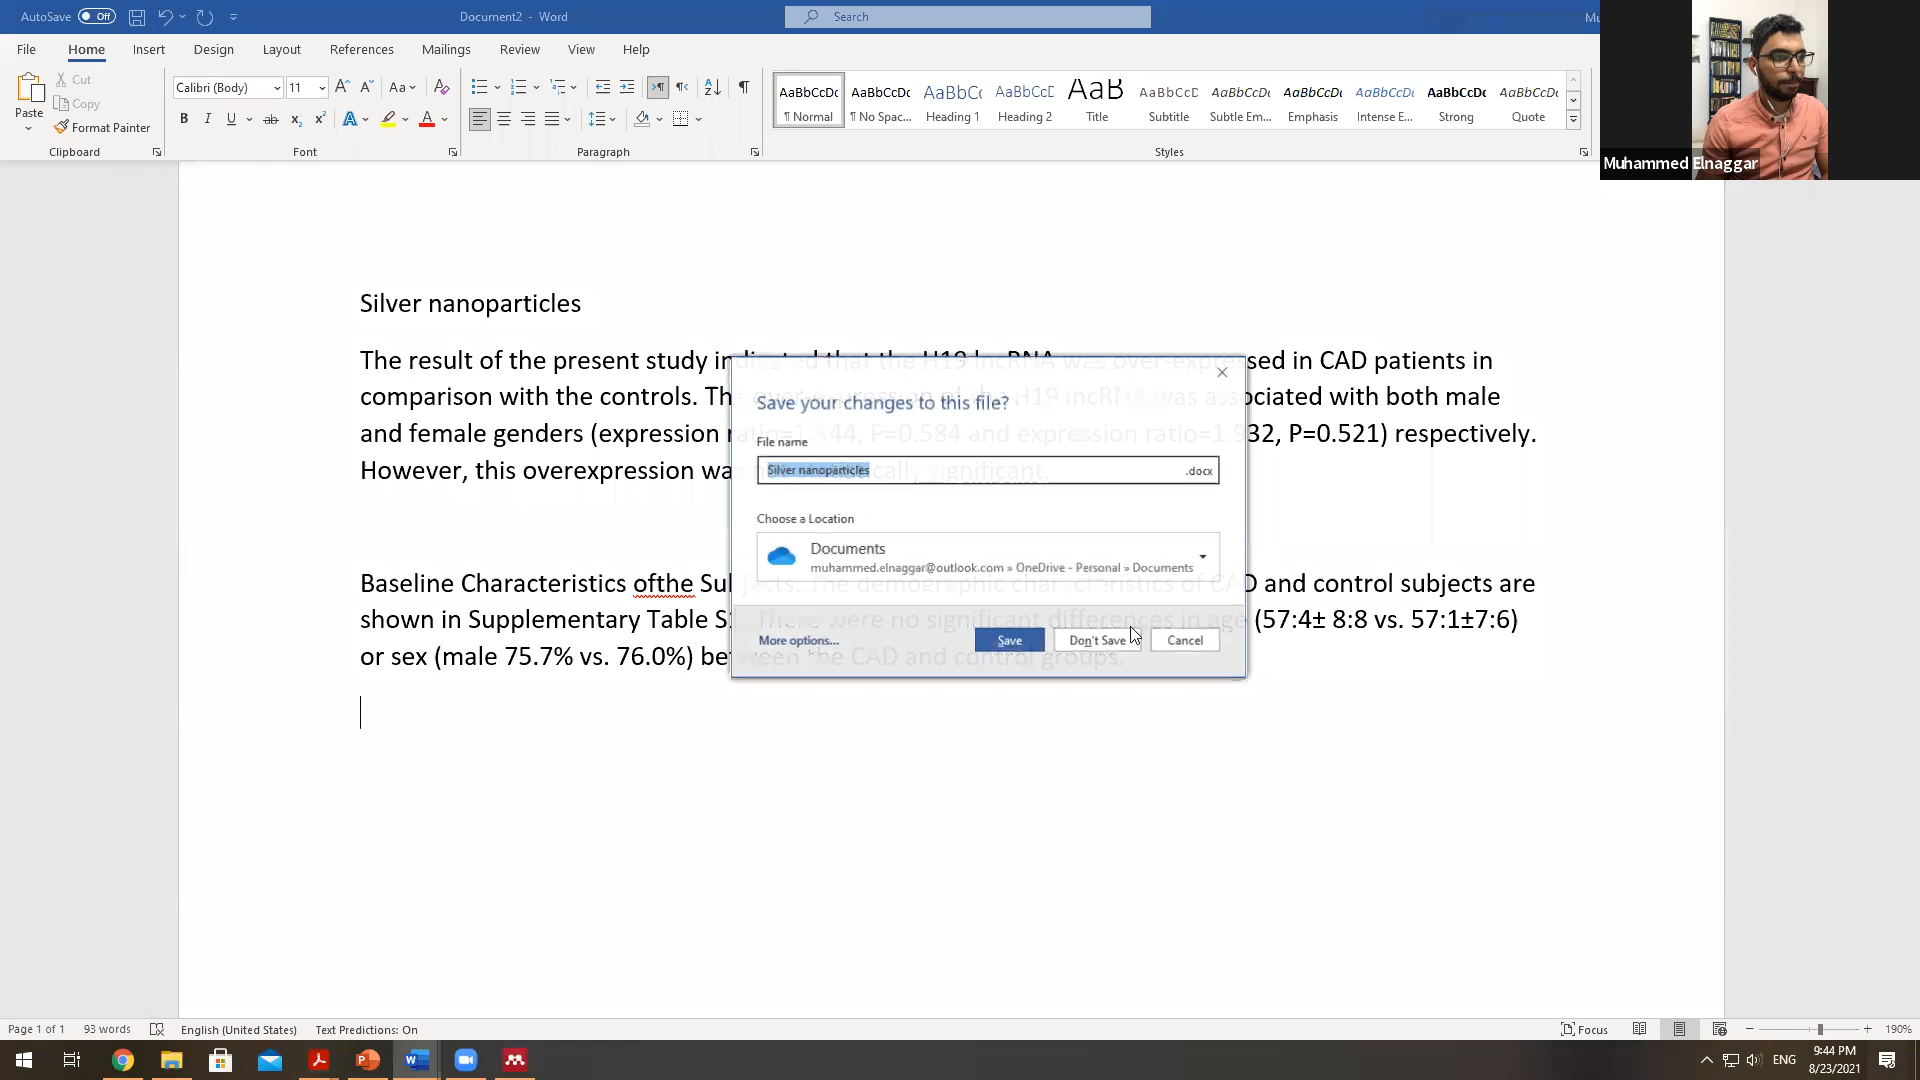 AutoSave Off
Document2 - Word
Search
Mu
File Home Insert Design Layout References Mailings Review View Help
Paste
Cut
Copy
Format Painter
Clipboard
Calibri (Body) 11
Font
Paragraph
AaBbCcDc AaBbCcDc AaBbCc AaBbCcD AaB AaBbCcD AaBbCcDc AaBbCcDc AaBbCcDc AaBbCcDc AaBbCcDc
¶ Normal ¶ No Spac... Heading 1 Heading 2 Title Subtitle Subtle Em... Emphasis Intense E... Strong Quote
Styles
Muhammed Elnaggar
Silver nanoparticles
The result of the present study indicated that the H19 lncRNA was over-expressed in CAD patients in
comparison with the controls. The overexpression of the H19 lncRNA was associated with both male
and female genders (expression ratio=1.944, P=0.584 and expression ratio=1.932, P=0.521) respectively.
However, this overexpression was not statistically significant.
Baseline Characteristics ofthe Subjects. The demographic characteristics of CAD and control subjects are
shown in Supplementary Table S1. There were no significant differences in age (57:4± 8:8 vs. 57:1±7:6)
or sex (male 75.7% vs. 76.0%) between the CAD and control groups.
Save your changes to this file?
File name
Silver nanoparticles .docx
Choose a Location
Documents
muhammed.elnaggar@outlook.com » OneDrive - Personal » Documents
More options... Save Don't Save Cancel
Page 1 of 1 93 words English (United States) Text Predictions: On
Focus 190%
ENG
9:44 PM
8/23/2021